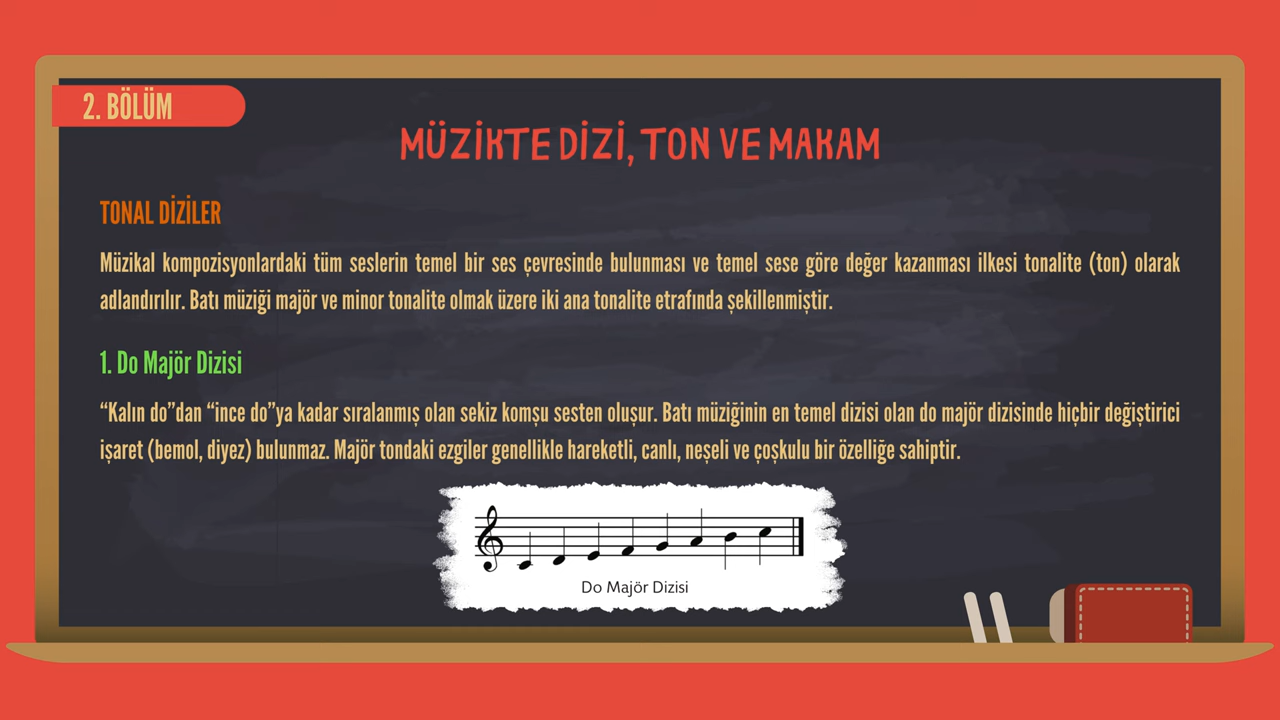 2. BÖLÜM
MÜZİKTE DİZİ, TON VE MAKAM
TONAL DİZİLER
Müzikal kompozisyonlardaki tüm seslerin temel bir ses çevresinde bulunması ve temel sese göre değer kazanması ilkesi tonalite (ton) olarak
adlandırılır. Batı müziği majör ve minor tonalite olmak üzere iki ana tonalite etrafında şekillenmiştir.
1. Do Majör Dizisi
“Kalın do”dan “ince do”ya kadar sıralanmış olan sekiz komşu sesten oluşur. Batı müziğinin en temel dizisi olan do majör dizisinde hiçbir değiştirici
işaret (bemol, diyez) bulunmaz. Majör tondaki ezgiler genellikle hareketli, canlı, neşeli ve çoşkulu bir özelliğe sahiptir.
Do Majör Dizisi